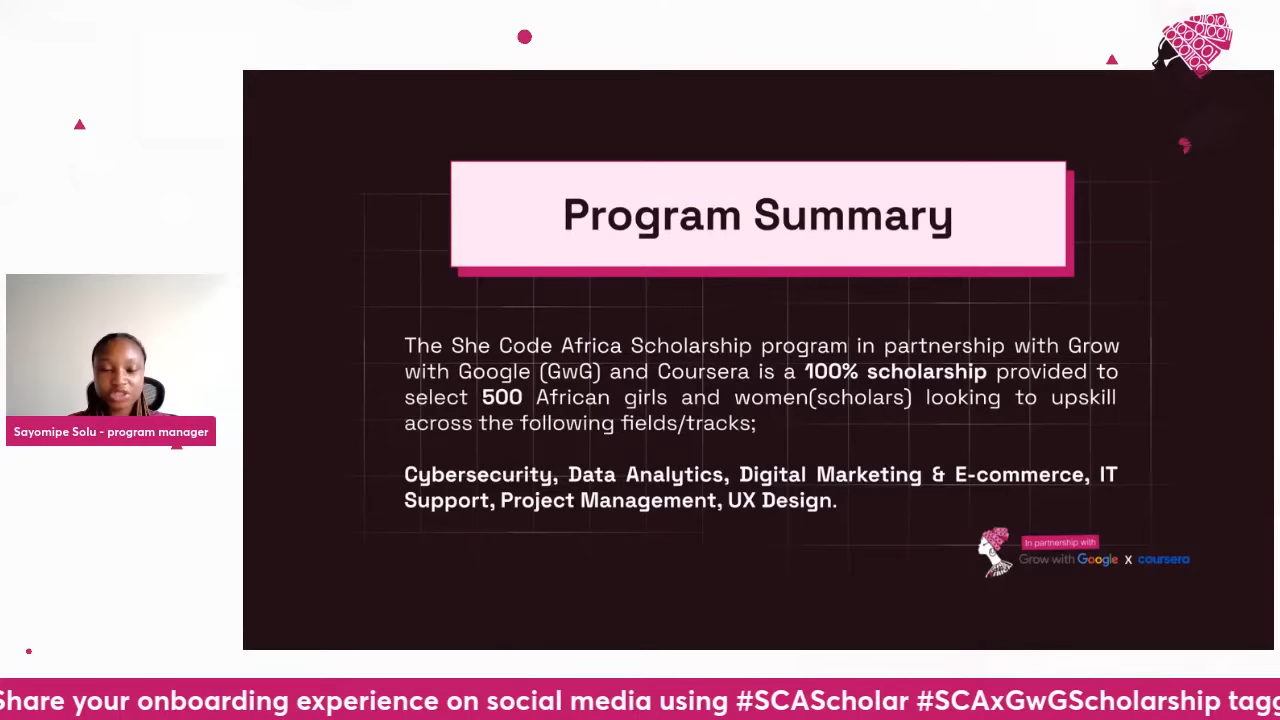 Program Summary
The She Code Africa Scholarship program in partnership with Grow
with Google (GwG) and Coursera is a 100% scholarship provided to
select 500 African girls and women(scholars) looking to upskill
across the following fields/tracks;
Cybersecurity, Data Analytics, Digital Marketing & E-commerce, IT
Support, Project Management, UX Design.
Sayomipe Solu - program manager
In partnership with
Grow with Google X coursera
Share your onboarding experience on social media using #SCAScholar #SCAxGwGScholarship tagg